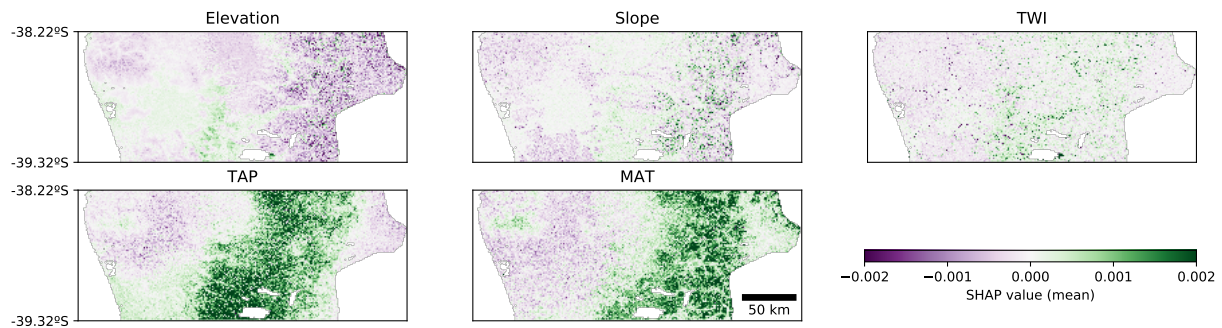 Elevation
Slope
TWI
-38.22ºS
-39.32ºS
TAP
MAT
-38.22ºS
-39.32ºS
50 km
−0.002
−0.001
0.000
0.001
0.002
SHAP value (mean)